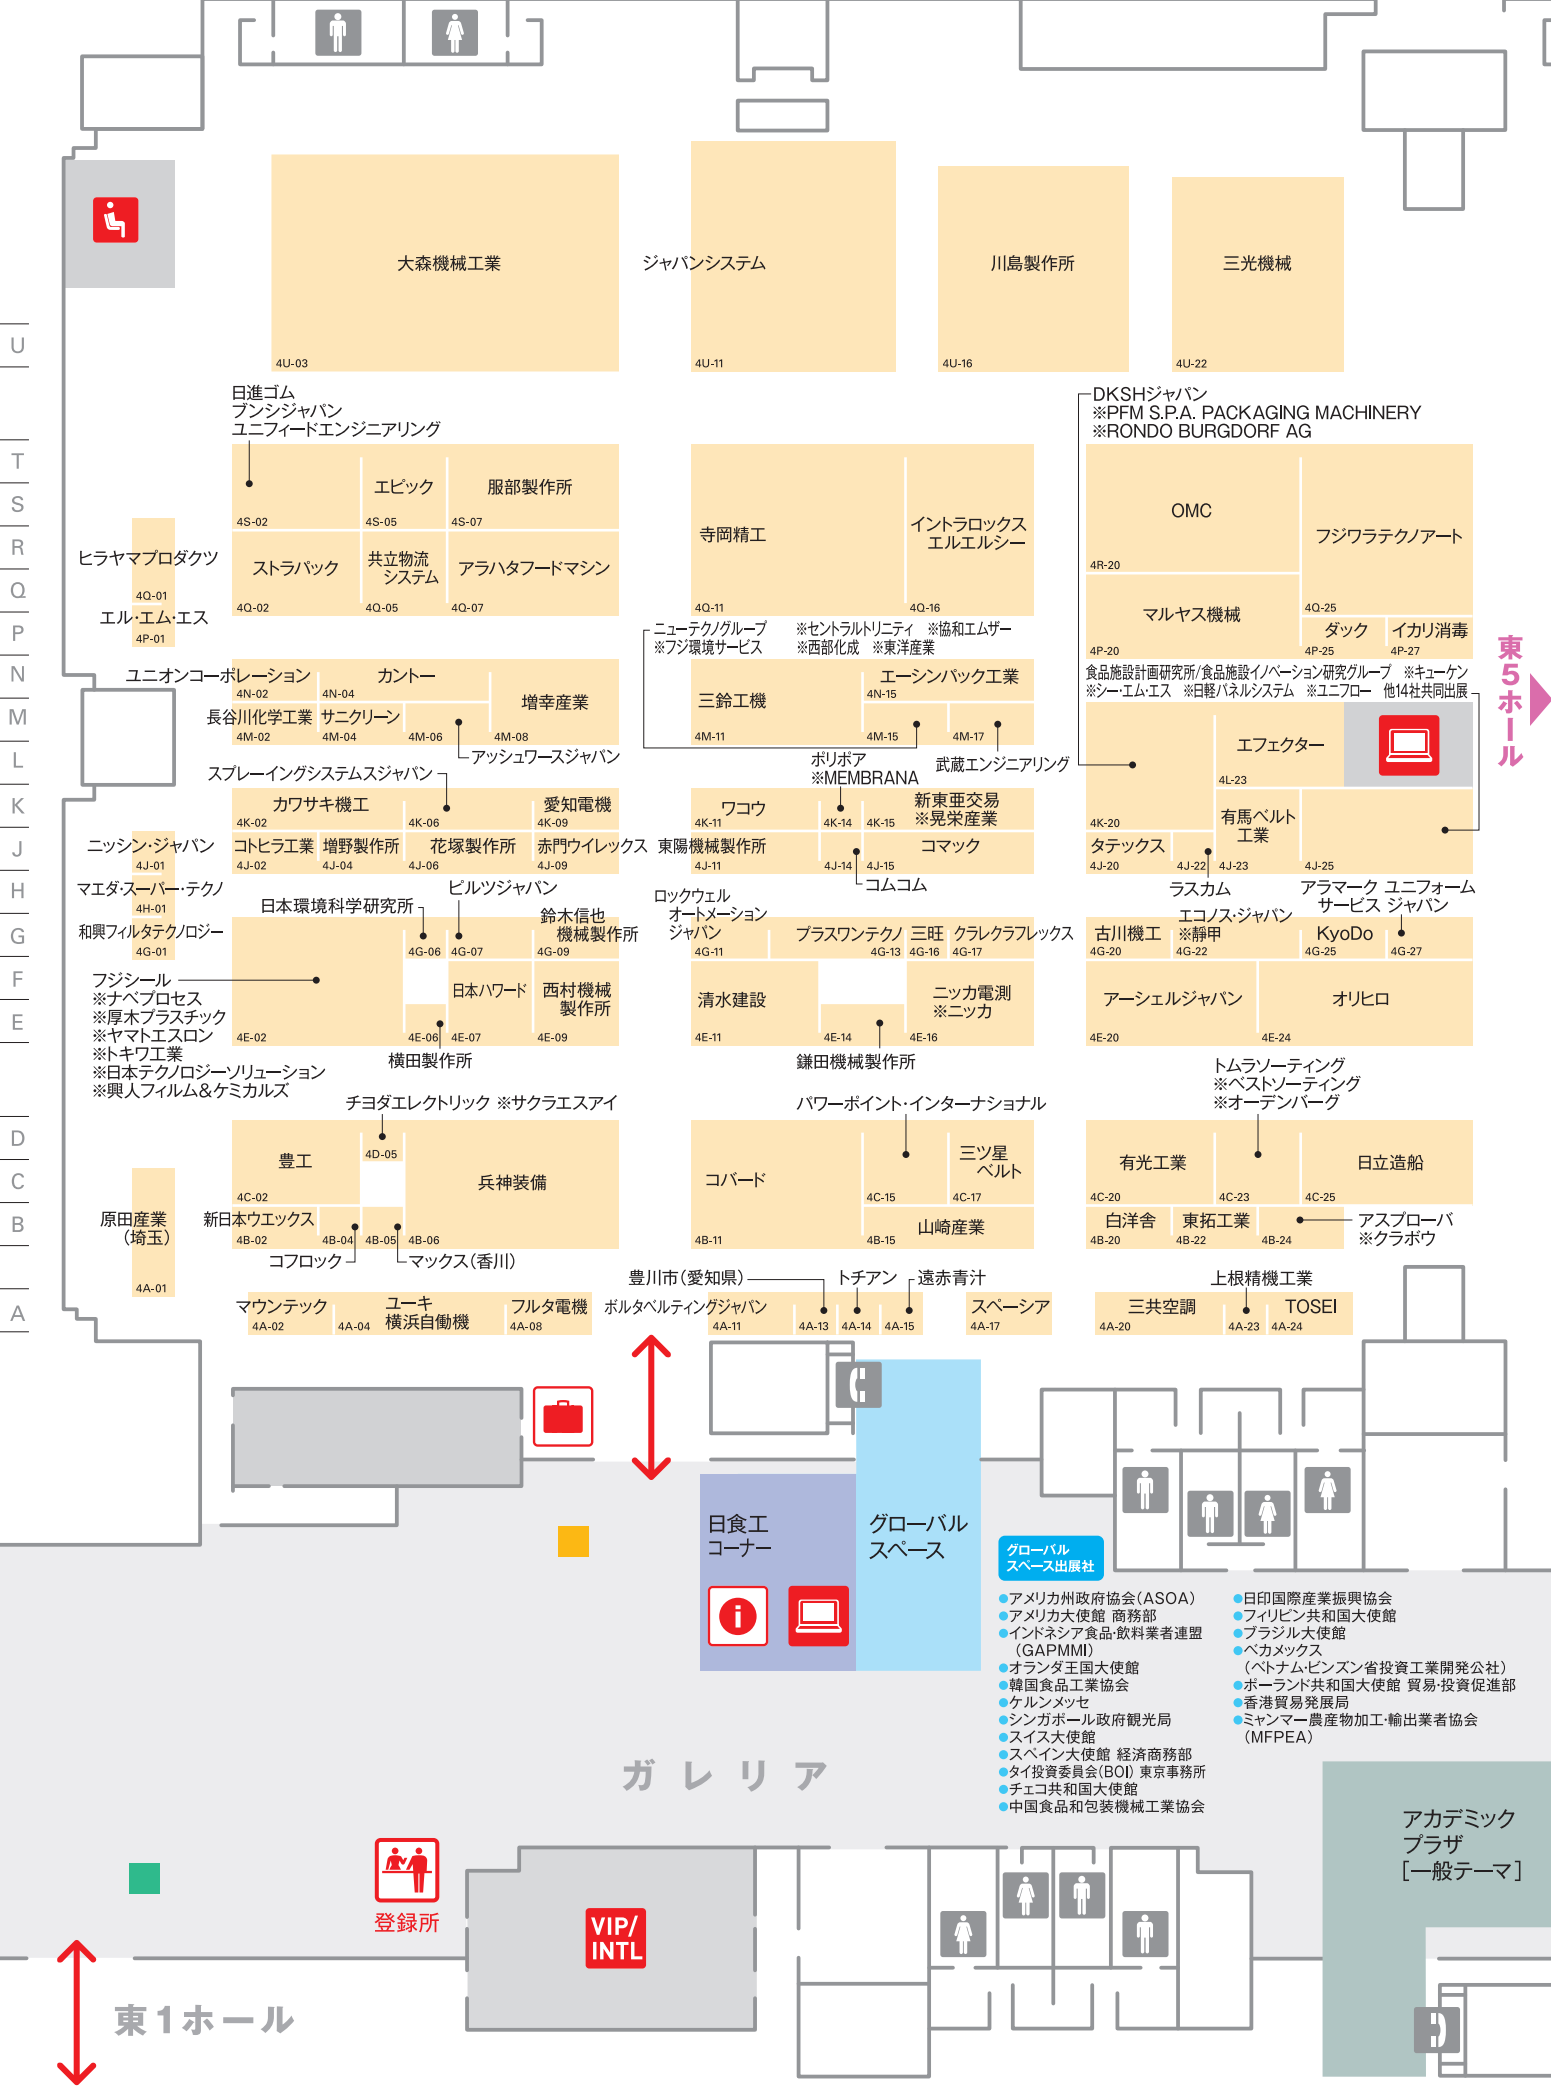 大森機械工業
4U-03
ジャパンシステム
4U-11
川島製作所
4U-16
三光機械
4U-22
U
日進ゴム
ブンシジャパン
ユニフィードエンジニアリング
DKSHジャパン
※PFM S.P.A. PACKAGING MACHINERY
※RONDO BURGDORF AG
T
S
R
Q
P
N
M
L
K
J
H
G
F
E
D
C
B
A
4S-02
エピック
4S-05
服部製作所
4S-07
ストラパック
4Q-02
共立物流
システム
4Q-05
アラハタフードマシン
4Q-07
ヒラヤマプロダクツ
4Q-01
エル・エム・エス
4P-01
寺岡精工
4Q-11
イントラロックス
エルエルシー
4Q-16
OMC
4R-20
フジワラテクノアート
4Q-25
マルヤス機械
4P-20
ダック
4P-25
イカリ消毒
4P-27
東5ホール
ニューテクノグループ ※セントラルトリニティ ※協和エムザー
※フジ環境サービス ※西部化成 ※東洋産業
食品施設計画研究所/食品施設イノベーション研究グループ ※キューケン
※シー・エム・エス ※日軽パネルシステム ※ユニフロー 他14社共同出展
ユニオンコーポレーション
4N-02
カントー
4N-04
長谷川化学工業
4M-02
サニクリーン
4M-04
4M-06
増幸産業
4M-08
アッシュワースジャパン
三鈴工機
4M-11
エーシンパック工業
4N-15
4M-15
4M-17
武蔵エンジニアリング
ポリポア
※MEMBRANA
エフェクター
4L-23
4K-20
有馬ベルト
工業
4J-23
タテックス
4J-20
4J-22
4J-25
ラスカム
スプレーイングシステムスジャパン
カワサキ機工
4K-02
4K-06
愛知電機
4K-09
コトヒラ工業
4J-02
増野製作所
4J-04
花塚製作所
4J-06
赤門ウイレックス
4J-09
ワコウ
4K-11
4K-14
新東亜交易
※晃栄産業
4K-15
東陽機械製作所
4J-11
4J-14
コマック
4J-15
コムコム
ニッシン・ジャパン
4J-01
マエダ・スーパー・テクノ
4H-01
和興フィルタテクノロジー
4G-01
日本環境科学研究所
ピルツジャパン
4G-06
4G-07
鈴木信也
機械製作所
4G-09
日本ハワード
4E-07
西村機械
製作所
4E-09
4E-02
4E-06
横田製作所
フジシール
※ナベプロセス
※厚木プラスチック
※ヤマトエスロン
※トキワ工業
※日本テクノロジーソリューション
※興人フィルム＆ケミカルズ
ロックウェル
オートメーション
ジャパン
4G-11
プラスワンテクノ
4G-13
三旺
4G-16
クラレクラフレックス
4G-17
清水建設
4E-11
4E-14
ニッカ電測
※ニッカ
4E-16
鎌田機械製作所
古川機工
4G-20
エコノス・ジャパン
※靜甲
4G-22
KyoDo
4G-25
アラマーク ユニフォーム
サービス ジャパン
4G-27
アーシェルジャパン
4E-20
オリヒロ
4E-24
チヨダエレクトリック ※サクラエスアイ
豊工
4C-02
4D-05
兵神装備
4B-06
新日本ウエックス
4B-02
4B-04
4B-05
コフロック
マックス(香川)
原田産業
(埼玉)
4A-01
パワーポイント・インターナショナル
コバード
4B-11
4C-15
三ツ星
ベルト
4C-17
山崎産業
4B-15
トムラソーティング
※ベストソーティング
※オーデンバーグ
有光工業
4C-20
4C-23
日立造船
4C-25
白洋舎
4B-20
東拓工業
4B-22
4B-24
アスプローバ
※クラボウ
マウンテック
4A-02
ユーキ
横浜自働機
4A-04
フルタ電機
4A-08
豊川市(愛知県)
トチアン
遠赤青汁
ボルタベルティングジャパン
4A-11
4A-13
4A-14
4A-15
スペーシア
4A-17
上根精機工業
三共空調
4A-20
4A-23
TOSEI
4A-24
日食工
コーナー
グローバル
スペース
グローバル
スペース出展社
●アメリカ州政府協会(ASOA)
●アメリカ大使館 商務部
●インドネシア食品・飲料業者連盟
(GAPMMI)
●オランダ王国大使館
●韓国食品工業協会
●ケルンメッセ
●シンガポール政府観光局
●スイス大使館
●スペイン大使館 経済商務部
●タイ投資委員会(BOI) 東京事務所
●チェコ共和国大使館
●中国食品和包装機械工業協会
●日印国際産業振興協会
●フィリピン共和国大使館
●ブラジル大使館
●ベカメックス
(ベトナム・ビンズン省投資工業開発公社)
●ポーランド共和国大使館 貿易・投資促進部
●香港貿易発展局
●ミャンマー農産物加工・輸出業者協会
(MFPEA)
ガレリア
アカデミック
プラザ
[一般テーマ]
登録所
VIP/
INTL
東1ホール